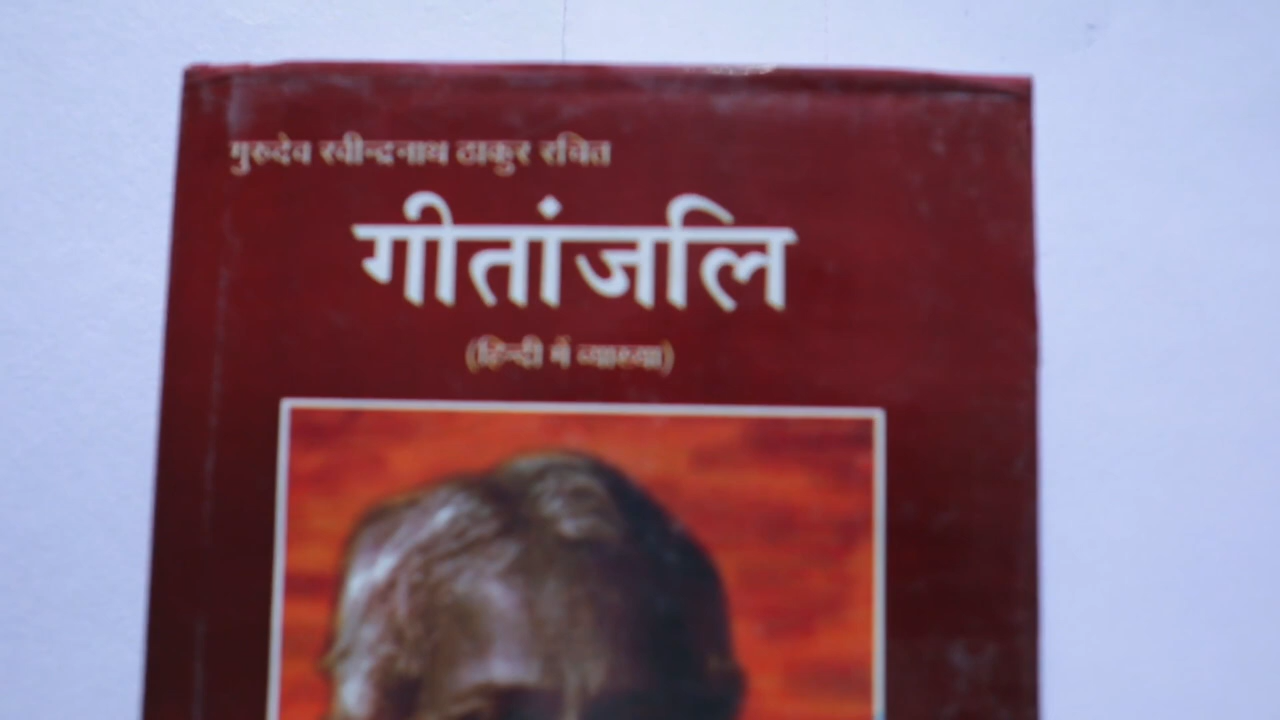 गुरुदेव रवीन्द्रनाथ ठाकुर रचित
गीतांजलि
(हिन्दी में व्याख्या)